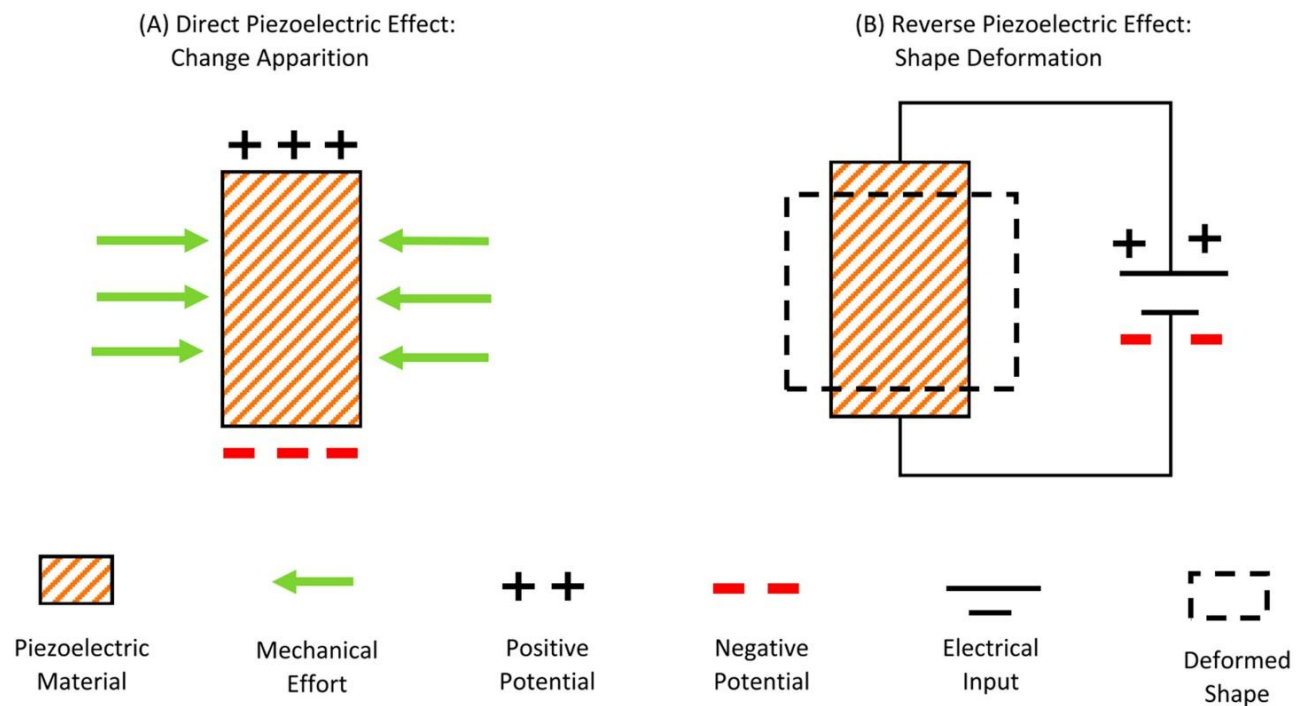 (A) Direct Piezoelectric Effect:
Change Apparition
(B) Reverse Piezoelectric Effect:
Shape Deformation
Piezoelectric
Material
Mechanical
Effort
Positive
Potential
Negative
Potential
Electrical
Input
Deformed
Shape